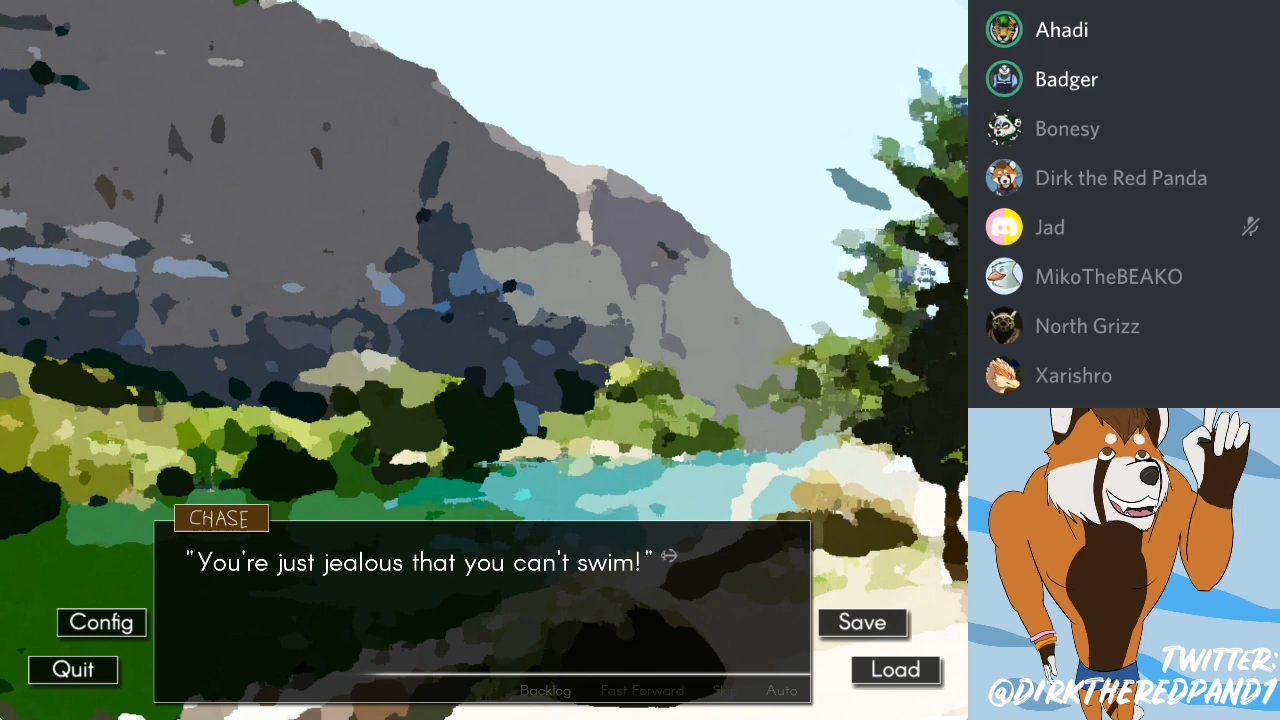 Ahadi
Badger
Bonesy
Dirk the Red Panda
Jad
MikoTheBEAKO
North Grizz
Xarishro
CHASE
"You're just jealous that you can't swim!"
Config
Save
Quit
Load
Backlog
Fast Forward
Skip
Auto
TWITTER:
@DIRKTHEREDPAND1